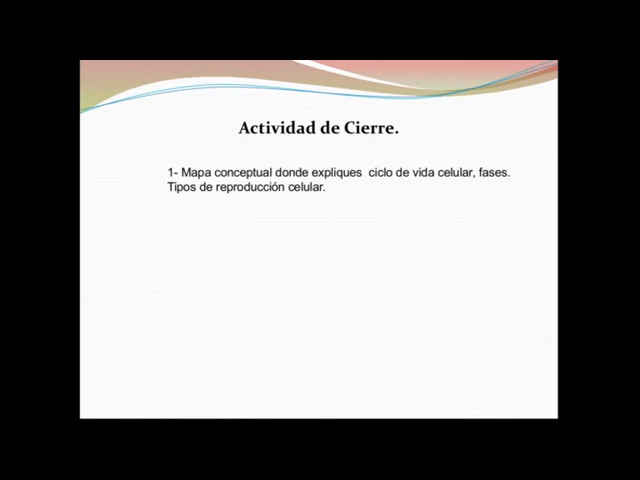 Actividad de Cierre.
1- Mapa conceptual donde expliques  ciclo de vida celular, fases.
Tipos de reproducción celular.